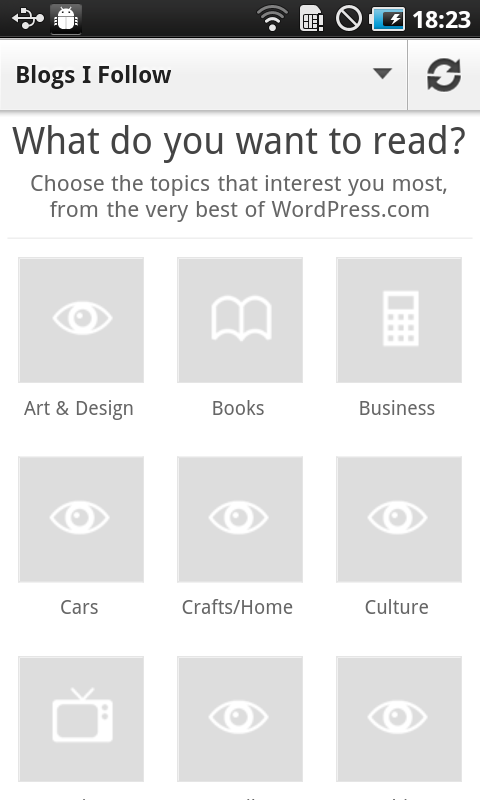 18:23
Blogs I Follow
What do you want to read?
Choose the topics that interest you most,
from the very best of WordPress.com
Art & Design
Books
Business
Cars
Crafts/Home
Culture